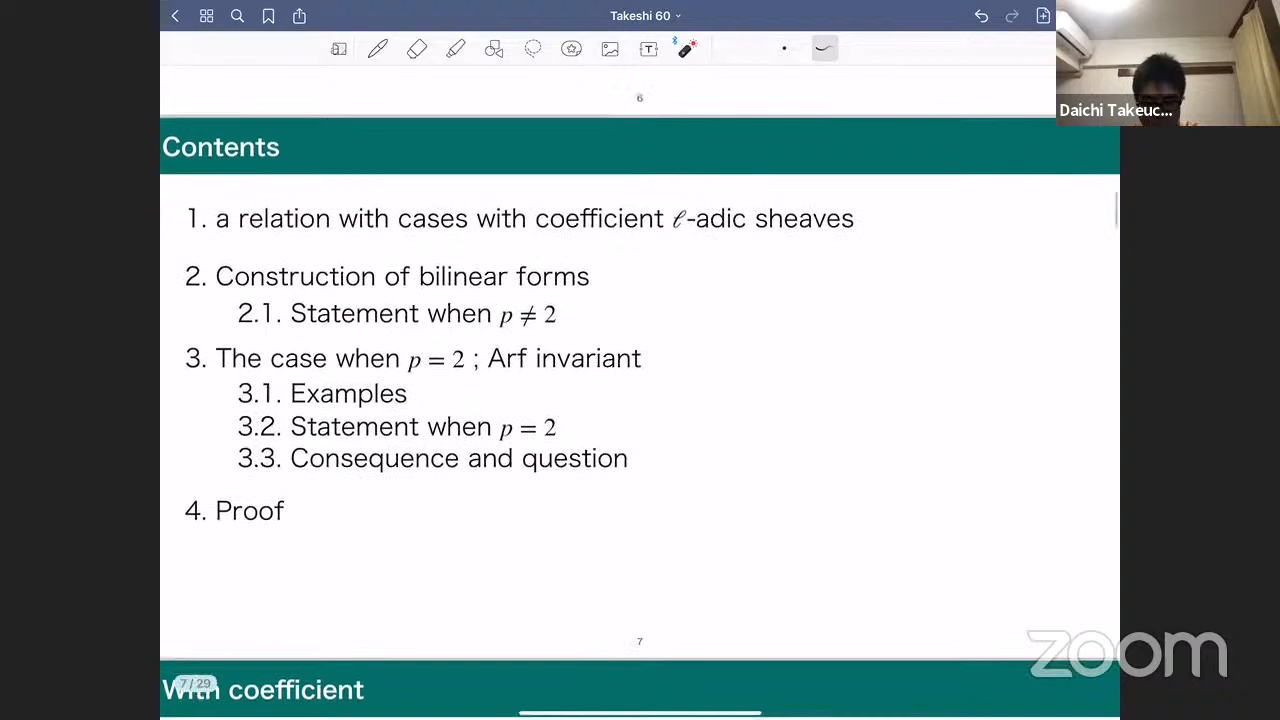 Takeshi 60
Daichi Takeuc...
6
Contents
1. a relation with cases with coefficient ℓ-adic sheaves
2. Construction of bilinear forms
2.1. Statement when p ≠ 2
3. The case when p = 2 ; Arf invariant
3.1. Examples
3.2. Statement when p = 2
3.3. Consequence and question
4. Proof
7
zoom
7 / 29
With coefficient